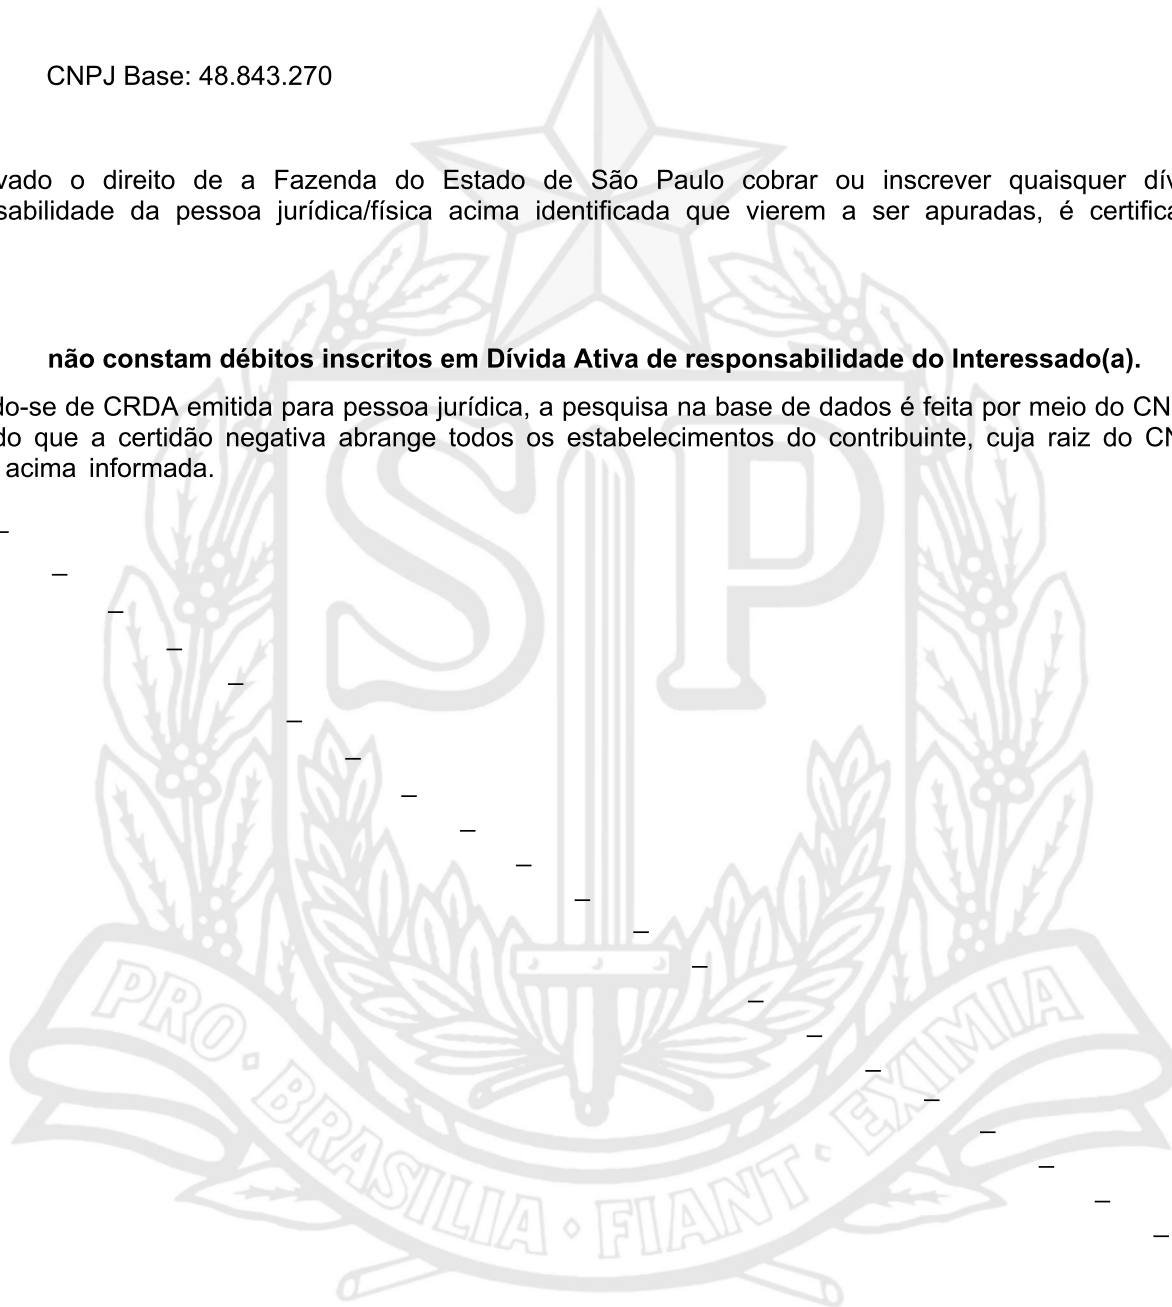 CNPJ Base: 48.843.270
vado o direito de a Fazenda do Estado de São Paulo cobrar ou inscrever quaisquer dív
sabilidade da pessoa jurídica/física acima identificada que vierem a ser apuradas, é certifica
não constam débitos inscritos em Dívida Ativa de responsabilidade do Interessado(a).
do-se de CRDA emitida para pessoa jurídica, a pesquisa na base de dados é feita por meio do CN
do que a certidão negativa abrange todos os estabelecimentos do contribuinte, cuja raiz do CN
acima informada.
SP
PRO · BRASILIA · FIANT · EXIMIA